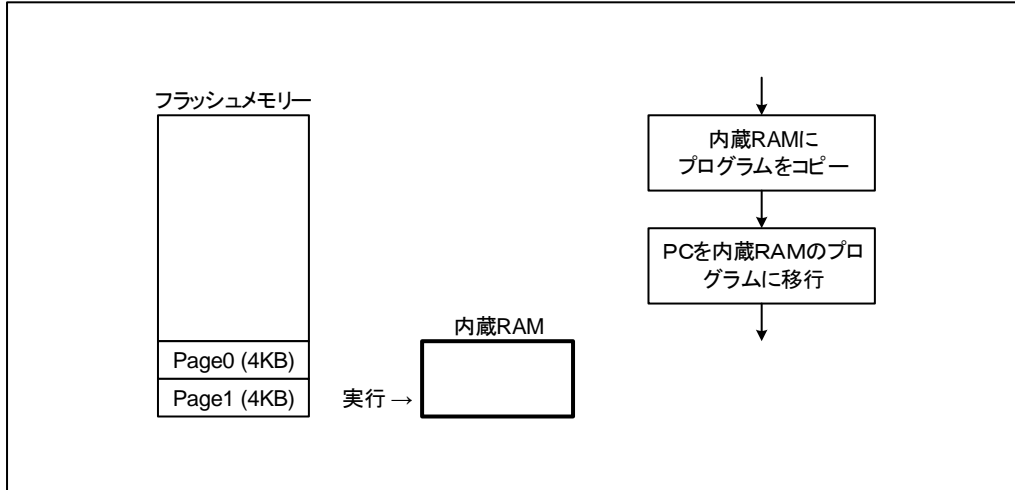 フラッシュメモリー
Page0 (4KB)
Page1 (4KB)
実行→
内蔵RAM
内蔵RAMに
プログラムをコピー
PCを内蔵RAMのプロ
グラムに移行